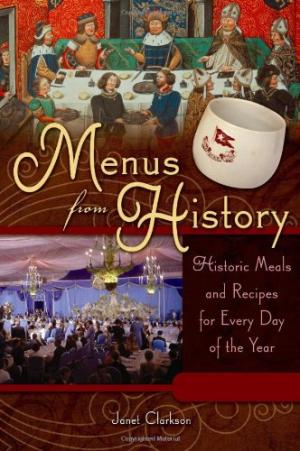 Menus
from
History
Historic Meals
and Recipes
for Every Day
of the Year
Janet Clarkson